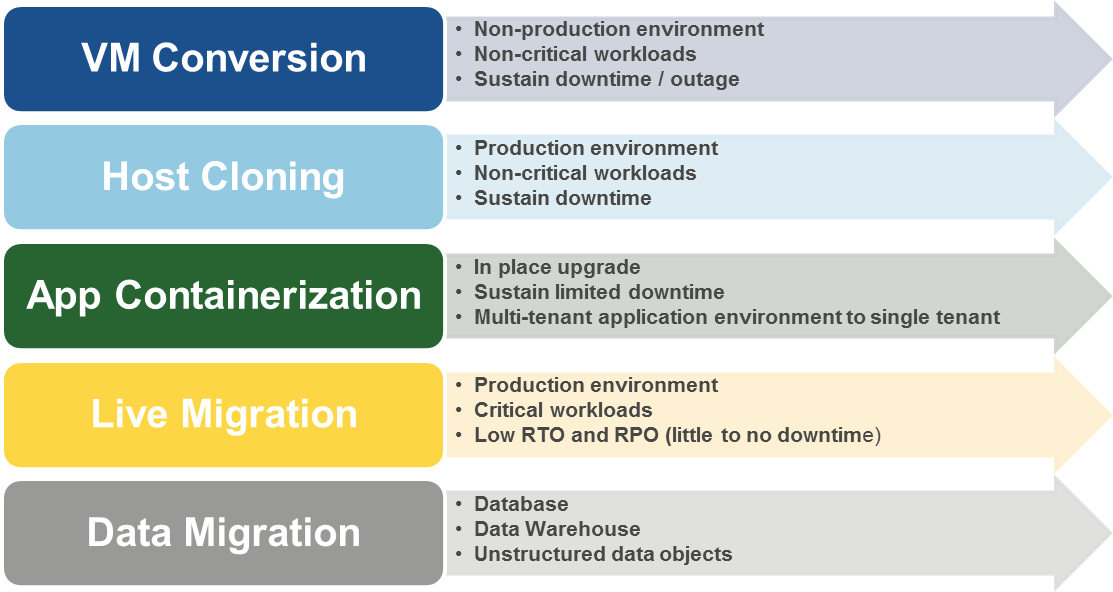 VM Conversion
• Non-production environment
• Non-critical workloads
• Sustain downtime / outage
Host Cloning
• Production environment
• Non-critical workloads
• Sustain downtime
App Containerization
• In place upgrade
• Sustain limited downtime
• Multi-tenant application environment to single tenant
Live Migration
• Production environment
• Critical workloads
• Low RTO and RPO (little to no downtime)
Data Migration
• Database
• Data Warehouse
• Unstructured data objects